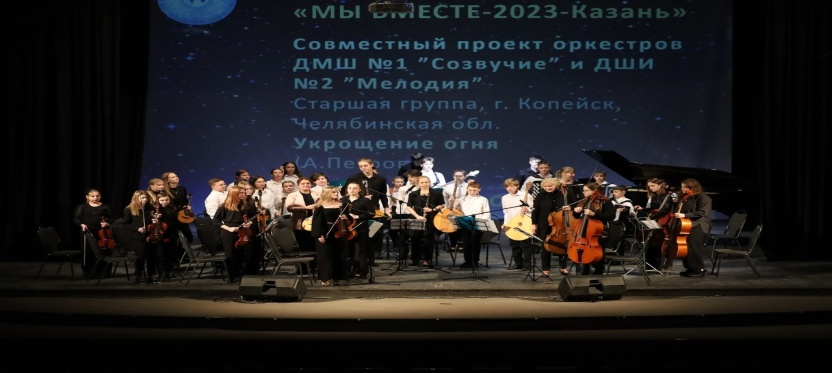 «МЫ ВМЕСТЕ-2023-Казань»
Совместный проект оркестров
ДМШ №1 ”Созвучие” и ДШИ
№2 ”Мелодия”
Старшая группа, г. Копейск,
Челябинская обл.
Укрощение огня